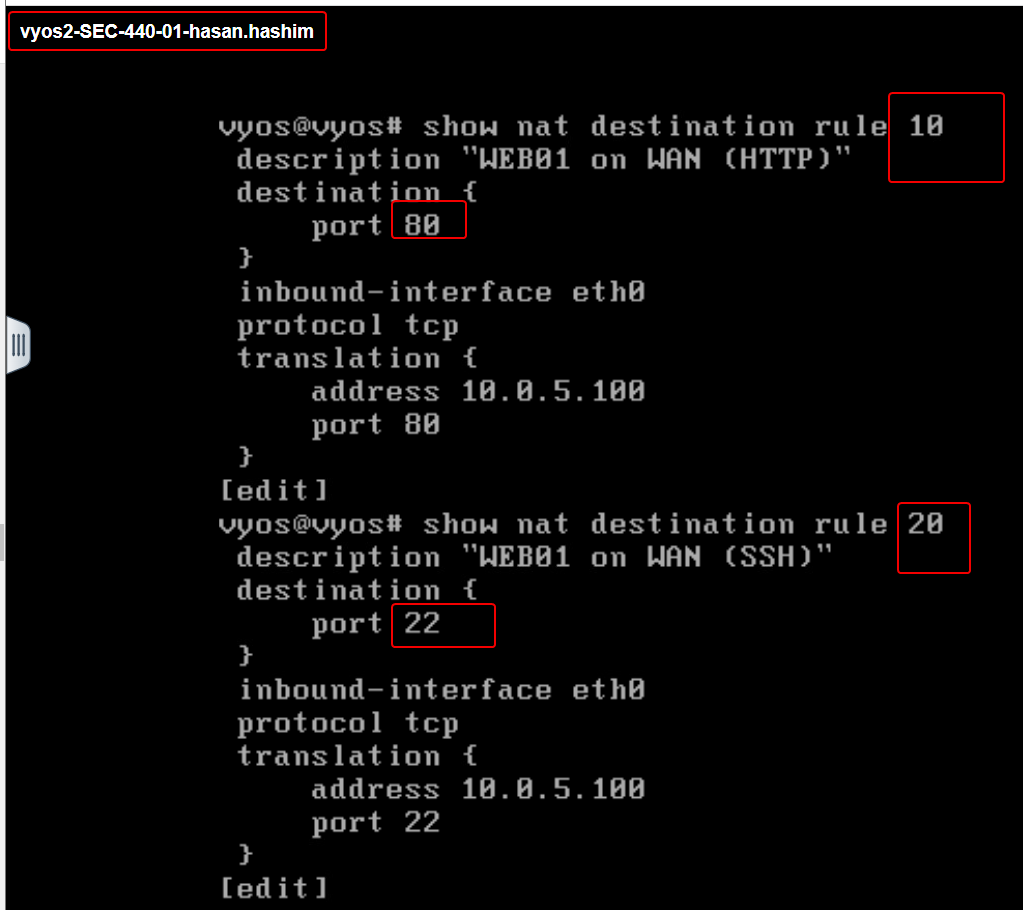 vyos2-SEC-440-01-hasan.hashim
vyos@vyos# show nat destination rule 10
description "WEB01 on WAN (HTTP)"
destination {
port 80
}
inbound-interface eth0
protocol tcp
translation {
address 10.0.5.100
port 80
}
[edit]
vyos@vyos# show nat destination rule 20
description "WEB01 on WAN (SSH)"
destination {
port 22
}
inbound-interface eth0
protocol tcp
translation {
address 10.0.5.100
port 22
}
[edit]